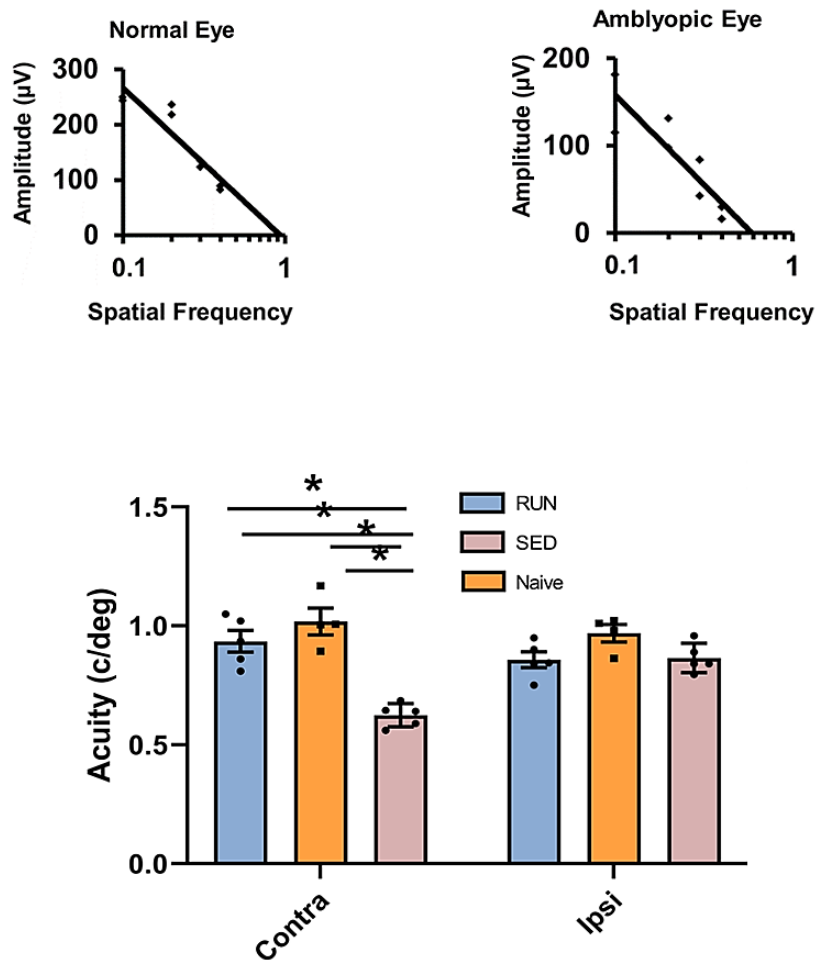 Normal Eye
Amplitude (µV)
300
200
100
0
0.1
1
Spatial Frequency
Amblyopic Eye
Amplitude (µV)
200
100
0
0.1
1
Spatial Frequency
*
*
*
*
RUN
SED
Naive
Acuity (c/deg)
1.5
1.0
0.5
0.0
Contra
Ipsi